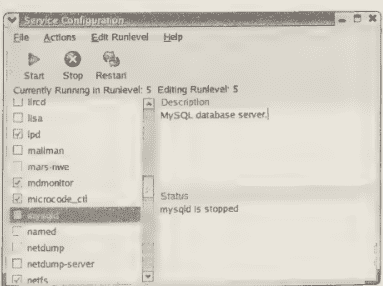 Service Configuration
File Actions Edit Runlevel Help
Start Stop Restart
Currently Running in Runlevel: 5 Editing Runlevel: 5
lircd
lisa
lpd
mailman
mars-nwe
mdmonitor
microcode_ctl
named
netdump
netdump-server
netfs
Description
MySQL database server.
Status
mysqld is stopped